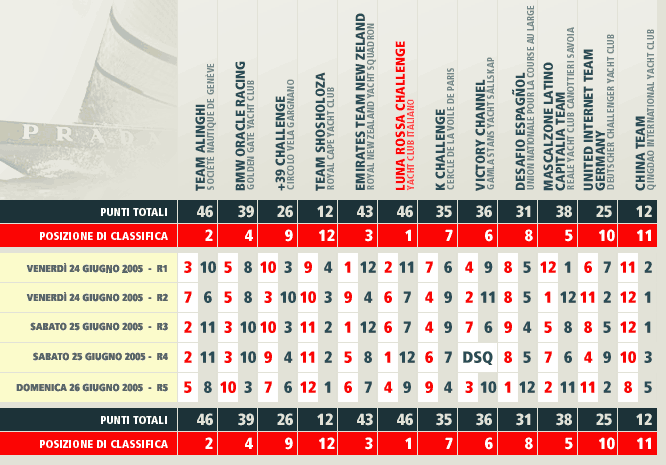 PRADA
TEAM ALINGHI
SOCIÉTÉ NAUTIQUE DE GENÈVE
BMW ORACLE RACING
GOLDEN GATE YACHT CLUB
+39 CHALLENGE
CIRCOLO VELA GARGNANO
TEAM SHOSHOLOZA
ROYAL CAPE YACHT CLUB
EMIRATES TEAM NEW ZELAND
ROYAL NEW ZEALAND YACHT SQUADRON
LUNA ROSSA CHALLENGE
YACHT CLUB ITALIANO
K CHALLENGE
CERCLE DE LA VOILE DE PARIS
VICTORY CHANNEL
GAMLA STANS YACHT SÄLLSKAP
DESAFIO ESPAGÑOL
UNION NATIONALE POUR LA COURSE AU LARGE
MASCALZONE LATINO
CAPITALIA TEAM
REALE YACHT CLUB CANOTTIERI SAVOIA
UNITED INTERNET TEAM
GERMANY
DEUTSCHER CHALLENGER YACHT CLUB
CHINA TEAM
QINGDAO INTERNATIONAL YACHT CLUB
PUNTI TOTALI 46 39 26 12 43 46 35 36 31 38 25 12
POSIZIONE DI CLASSIFICA 2 4 9 12 3 1 7 6 8 5 10 11
VENERDÌ 24 GIUGNO 2005 - R1 3 10 5 8 10 3 9 4 1 12 2 11 7 6 4 9 8 5 12 1 6 7 11 2
VENERDÌ 24 GIUGNO 2005 - R2 7 6 5 8 3 10 10 3 9 4 6 7 4 9 2 11 8 5 1 12 11 2 12 1
SABATO 25 GIUGNO 2005 - R3 2 11 3 10 10 3 11 2 1 12 6 7 4 9 7 6 9 4 5 8 8 5 12 1
SABATO 25 GIUGNO 2005 - R4 2 11 3 10 9 4 11 2 5 8 1 12 6 7 DSQ 8 5 7 6 4 9 10 3
DOMENICA 26 GIUGNO 2005 - R5 5 8 10 3 7 6 12 1 6 7 4 9 9 4 3 10 1 12 2 11 11 2 8 5
PUNTI TOTALI 46 39 26 12 43 46 35 36 31 38 25 12
POSIZIONE DI CLASSIFICA 2 4 9 12 3 1 7 6 8 5 10 11